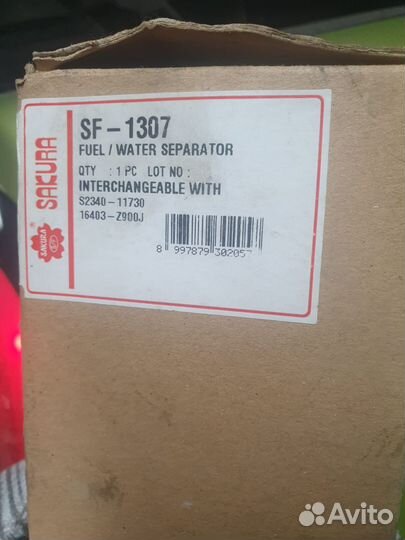 SAKURA
SF-1307
FUEL / WATER SEPARATOR
QTY : 1 PC LOT NO :
INTERCHANGEABLE WITH
S2340-11730
16403-Z900J
8 997879 30205
SAKURA
Avito